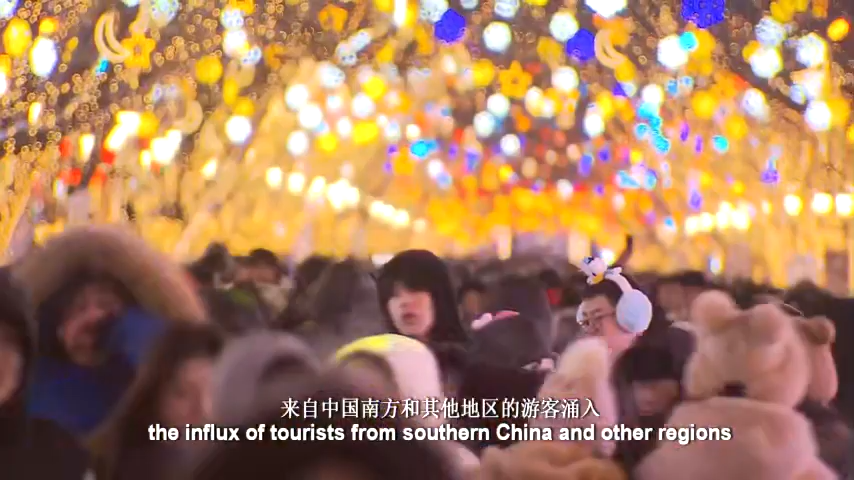 来自中国南方和其他地区的游客涌入
the influx of tourists from southern China and other regions